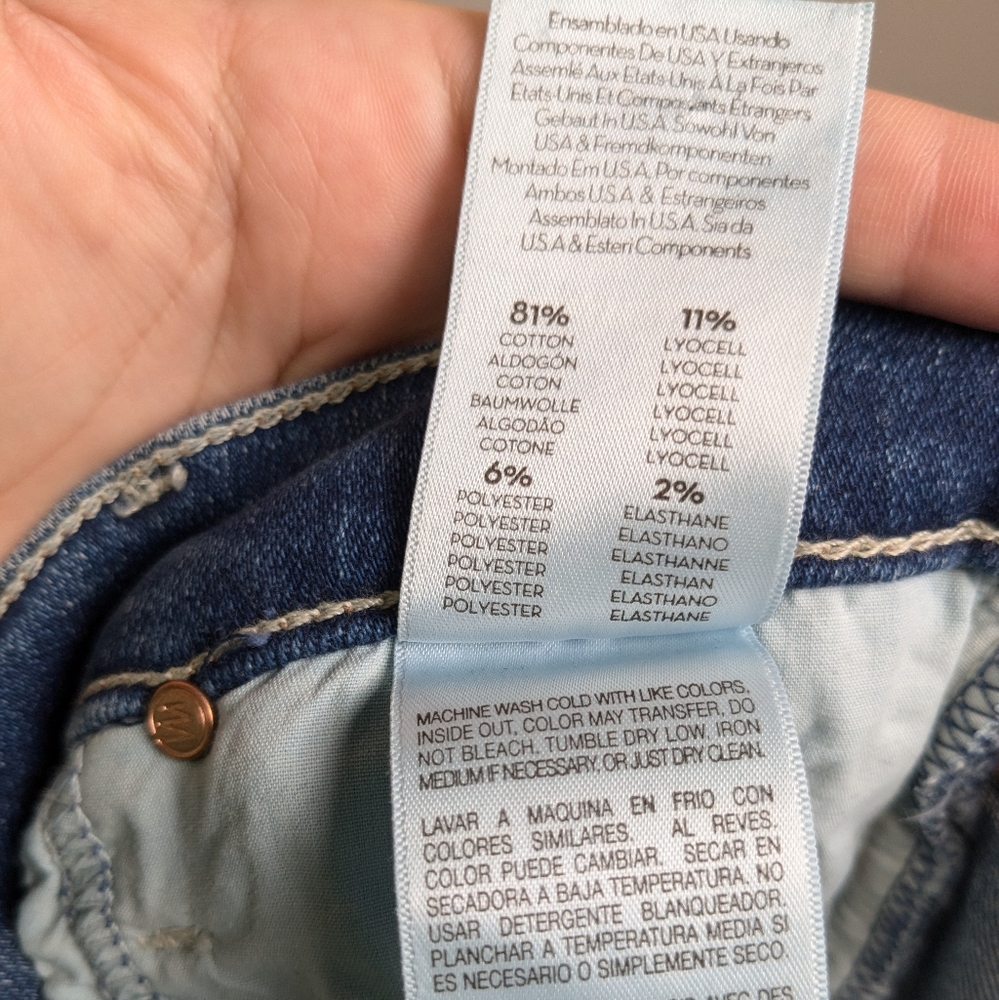 Ensamblado en USA Usando
Componentes De USA Y Extranjeros
Assemlé Aux Etats-Unis À La Fois Par
Etats-Unis Et Composants Étrangers
Gebaut In U.S.A. Sowohl Von
USA & Fremdkomponenten
Montado Em U.S.A. Por componentes
Ambos U.S.A & Estrangeiros
Assemblato In U.S.A. Sia da
U.S.A & Esteri Components
81%
COTTON
ALDOGÓN
COTON
BAUMWOLLE
ALGODÃO
COTONE
11%
LYOCELL
LYOCELL
LYOCELL
LYOCELL
LYOCELL
LYOCELL
6%
POLYESTER
POLYESTER
POLYESTER
POLYESTER
POLYESTER
POLYESTER
2%
ELASTHANE
ELASTHANO
ELASTHANNE
ELASTHAN
ELASTHANO
ELASTHANE
MACHINE WASH COLD WITH LIKE COLORS,
INSIDE OUT, COLOR MAY TRANSFER, DO
NOT BLEACH. TUMBLE DRY LOW, IRON
MEDIUM IF NECESSARY, OR JUST DRY CLEAN.
LAVAR A MAQUINA EN FRIO CON
COLORES SIMILARES, AL REVES,
COLOR PUEDE CAMBIAR. SECAR EN
SECADORA A BAJA TEMPERATURA, NO
USAR DETERGENTE BLANQUEADOR.
PLANCHAR A TEMPERATURA MEDIA SI
ES NECESARIO O SIMPLEMENTE SECO.
AVEC DES